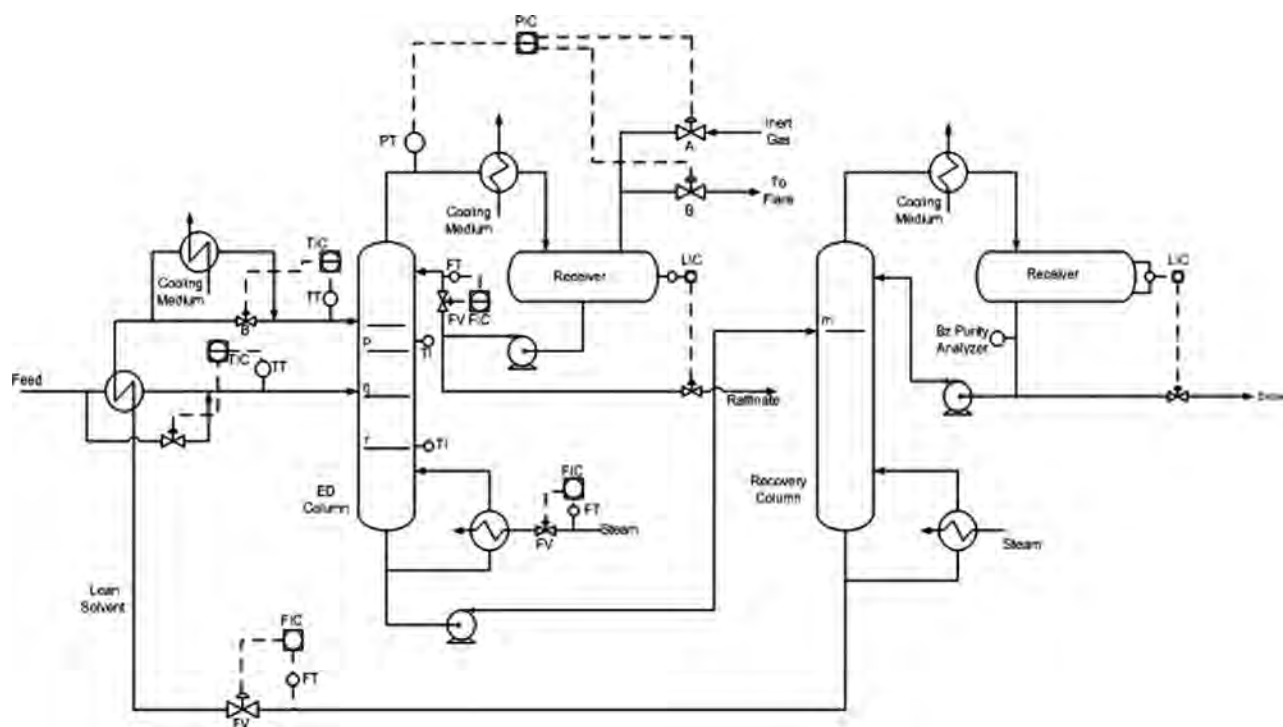 PIC
PT
Inert
Gas
A
To
Flare
B
Cooling
Medium
Cooling
Medium
TIC
FT
Receiver
LIC
Receiver
LIC
Cooling
Medium
TT
FV
FIC
B
m
Bz Purity
Analyzer
p
TI
TIC
TT
Feed
Raffinate
r
TI
ED
Column
FIC
FT
Steam
FV
Recovery
Column
Steam
Lean
Solvent
FIC
FT
FV